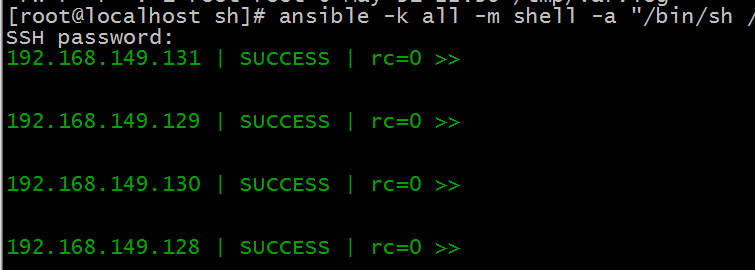 [root@localhost sh]# ansible -k all -m shell -a "/bin/sh /
SSH password:
192.168.149.131 | SUCCESS | rc=0 >>
192.168.149.129 | SUCCESS | rc=0 >>
192.168.149.130 | SUCCESS | rc=0 >>
192.168.149.128 | SUCCESS | rc=0 >>